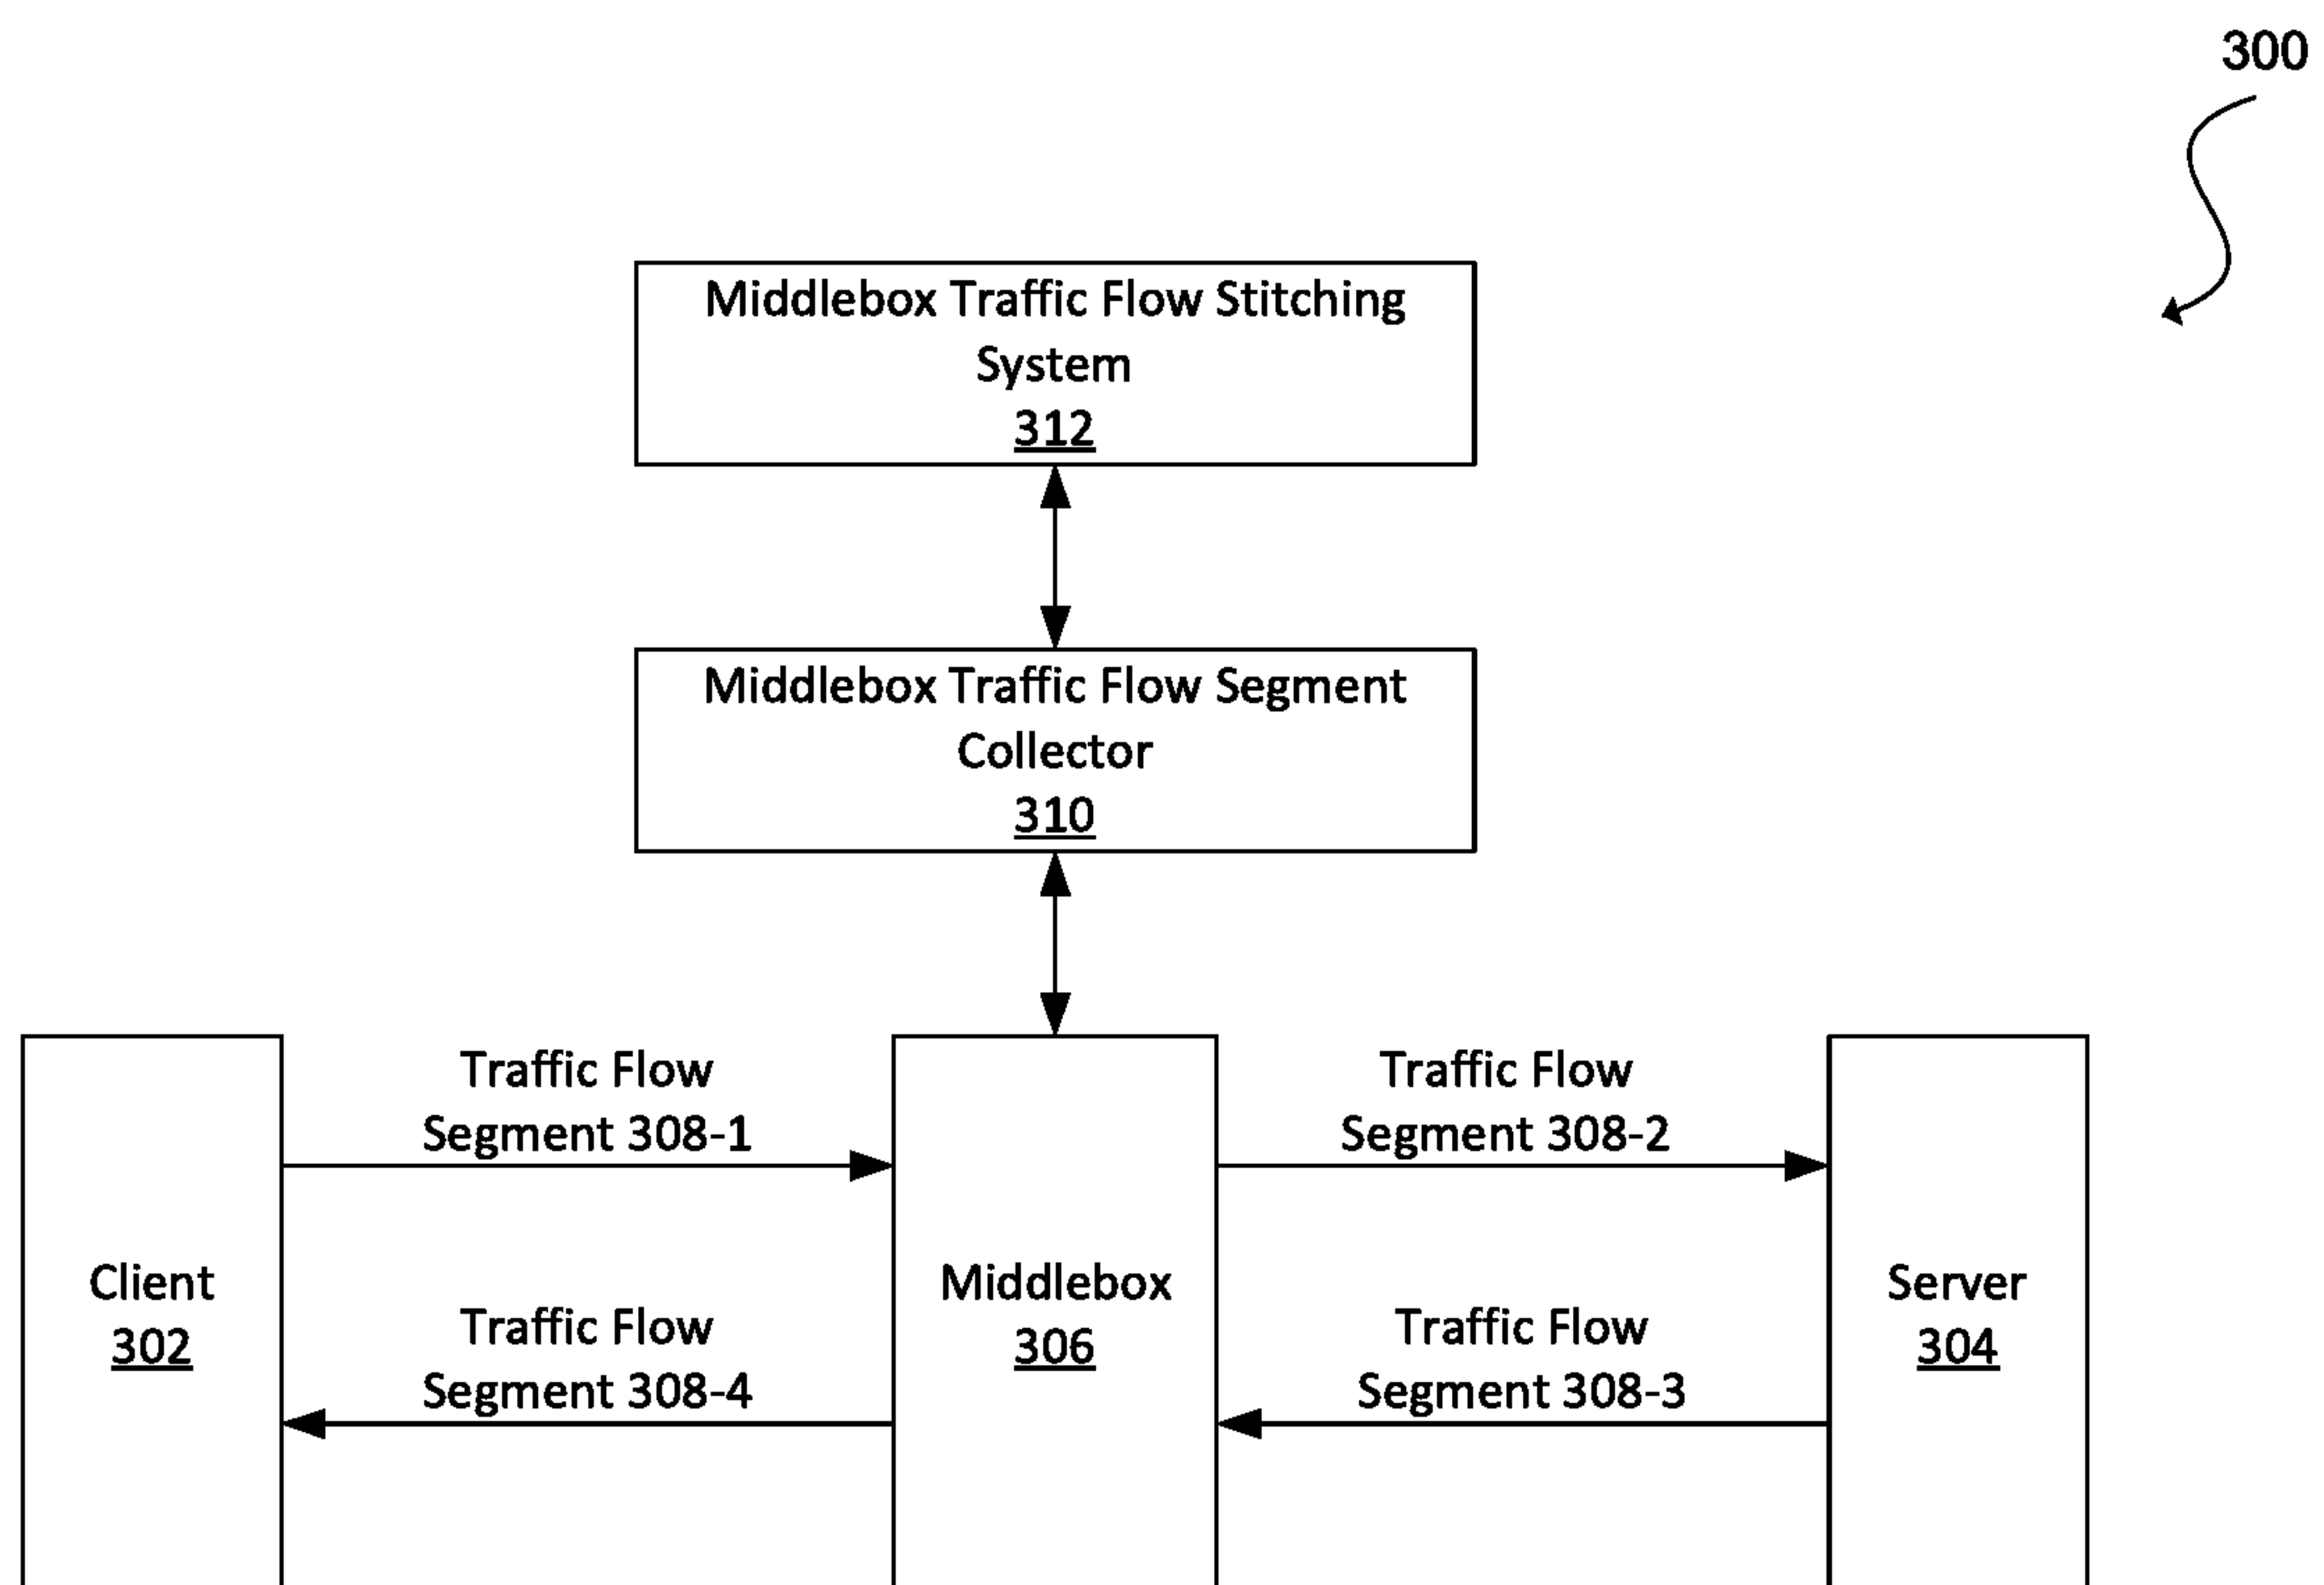 300
Middlebox Traffic Flow Stitching
System
312
Middlebox Traffic Flow Segment
Collector
310
Traffic Flow
Segment 308-1
Traffic Flow
Segment 308-2
Client
302
Middlebox
306
Server
304
Traffic Flow
Segment 308-4
Traffic Flow
Segment 308-3